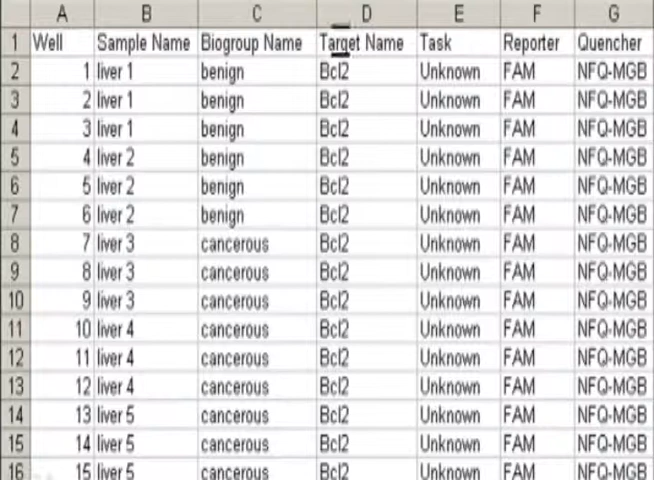 A B C D E F G
1 Well Sample Name Biogroup Name Target Name Task Reporter Quencher
2 1 liver 1 benign Bcl2 Unknown FAM NFQ-MGB
3 2 liver 1 benign Bcl2 Unknown FAM NFQ-MGB
4 3 liver 1 benign Bcl2 Unknown FAM NFQ-MGB
5 4 liver 2 benign Bcl2 Unknown FAM NFQ-MGB
6 5 liver 2 benign Bcl2 Unknown FAM NFQ-MGB
7 6 liver 2 benign Bcl2 Unknown FAM NFQ-MGB
8 7 liver 3 cancerous Bcl2 Unknown FAM NFQ-MGB
9 8 liver 3 cancerous Bcl2 Unknown FAM NFQ-MGB
10 9 liver 3 cancerous Bcl2 Unknown FAM NFQ-MGB
11 10 liver 4 cancerous Bcl2 Unknown FAM NFQ-MGB
12 11 liver 4 cancerous Bcl2 Unknown FAM NFQ-MGB
13 12 liver 4 cancerous Bcl2 Unknown FAM NFQ-MGB
14 13 liver 5 cancerous Bcl2 Unknown FAM NFQ-MGB
15 14 liver 5 cancerous Bcl2 Unknown FAM NFQ-MGB
16 15 liver 5 cancerous Bcl2 Unknown FAM NFQ-MGB